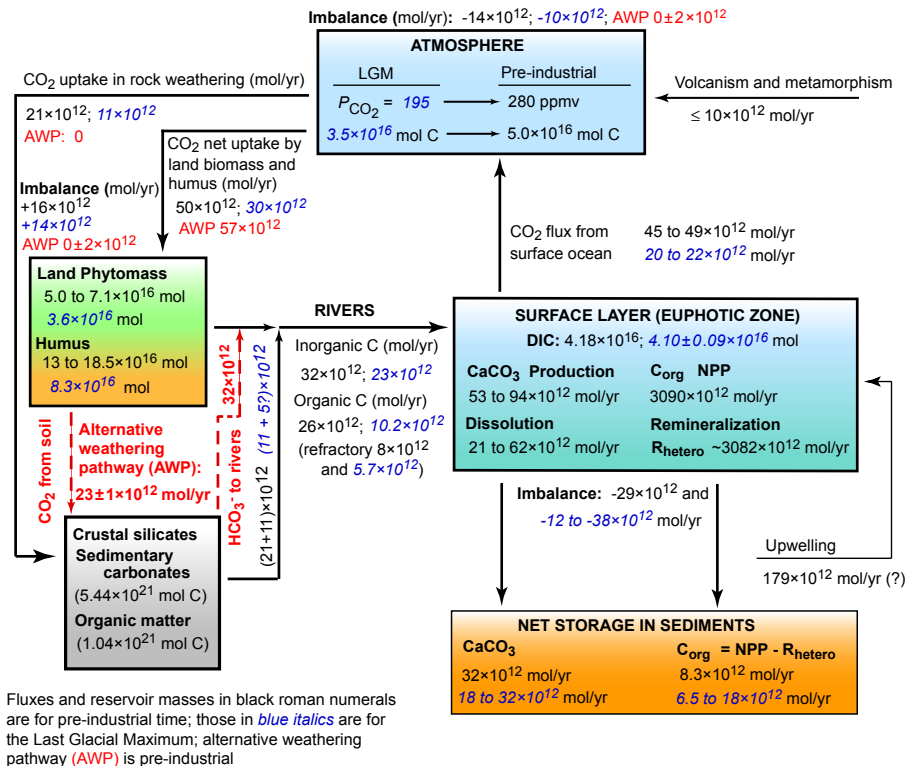 Imbalance (mol/yr): -14×10¹²; -10×10¹²; AWP 0±2×10¹²
ATMOSPHERE
LGM
Pre-industrial
P_CO₂ = 195
280 ppmv
3.5×10¹⁶ mol C
5.0×10¹⁶ mol C
CO₂ uptake in rock weathering (mol/yr)
21×10¹²; 11×10¹²
AWP: 0
Volcanism and metamorphism
≤ 10×10¹² mol/yr
CO₂ net uptake by
land biomass and
humus (mol/yr)
50×10¹²; 30×10¹²
AWP 57×10¹²
Imbalance (mol/yr)
+16×10¹²
+14×10¹²
AWP 0±2×10¹²
CO₂ flux from
surface ocean
45 to 49×10¹² mol/yr
20 to 22×10¹² mol/yr
Land Phytomass
5.0 to 7.1×10¹⁶ mol
3.6×10¹⁶ mol
Humus
13 to 18.5×10¹⁶ mol
8.3×10¹⁶ mol
RIVERS
Inorganic C (mol/yr)
32×10¹²; 23×10¹²
Organic C (mol/yr)
26×10¹²; 10.2×10¹²
(refractory 8×10¹²
and 5.7×10¹²)
SURFACE LAYER (EUPHOTIC ZONE)
DIC: 4.18×10¹⁶; 4.10±0.09×10¹⁶ mol
CaCO₃ Production
53 to 94×10¹² mol/yr
Dissolution
21 to 62×10¹² mol/yr
C_org NPP
3090×10¹² mol/yr
Remineralization
R_hetero ~3082×10¹² mol/yr
CO₂ from soil
Alternative
weathering
pathway (AWP):
23±1×10¹² mol/yr
HCO₃⁻ to rivers 32×10¹²
(21+11)×10¹² (11 + 5?)×10¹²
Imbalance: -29×10¹² and
-12 to -38×10¹² mol/yr
Upwelling
179×10¹² mol/yr (?)
Crustal silicates
Sedimentary
carbonates
(5.44×10²¹ mol C)
Organic matter
(1.04×10²¹ mol C)
NET STORAGE IN SEDIMENTS
CaCO₃
32×10¹² mol/yr
18 to 32×10¹² mol/yr
C_org = NPP - R_hetero
8.3×10¹² mol/yr
6.5 to 18×10¹² mol/yr
Fluxes and reservoir masses in black roman numerals
are for pre-industrial time; those in blue italics are for
the Last Glacial Maximum; alternative weathering
pathway (AWP) is pre-industrial